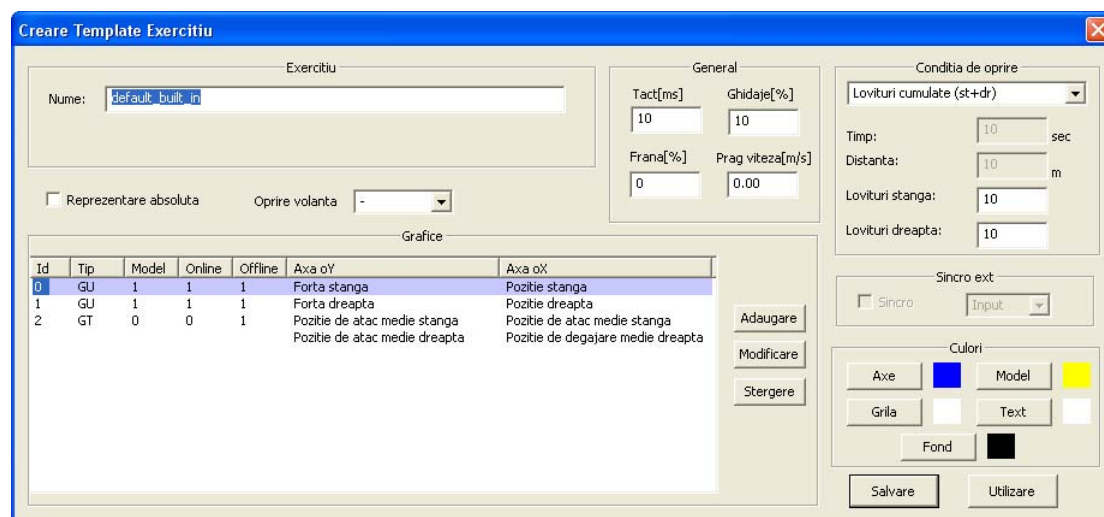 Creare Template Exercitiu
Exercitiu
Nume: default_built_in
Reprezentare absoluta Oprire volanta -
General
Tact[ms] Ghidaje[%]
10 10
Frana[%] Prag viteza[m/s]
0 0.00
Conditia de oprire
Lovituri cumulate (st+dr)
Timp: 10 sec
Distanta: 10 m
Lovituri stanga: 10
Lovituri dreapta: 10
Grafice
Id Tip Model Online Offline Axa oY Axa oX
0 GU 1 1 1 Forta stanga Pozitie stanga
1 GU 1 1 1 Forta dreapta Pozitie dreapta
2 GT 0 0 1 Pozitie de atac medie stanga Pozitie de atac medie stanga
Pozitie de atac medie dreapta Pozitie de degajare medie dreapta
Adaugare
Modificare
Stergere
Sincro ext
Sincro Input
Culori
Axe Model
Grila Text
Fond
Salvare Utilizare